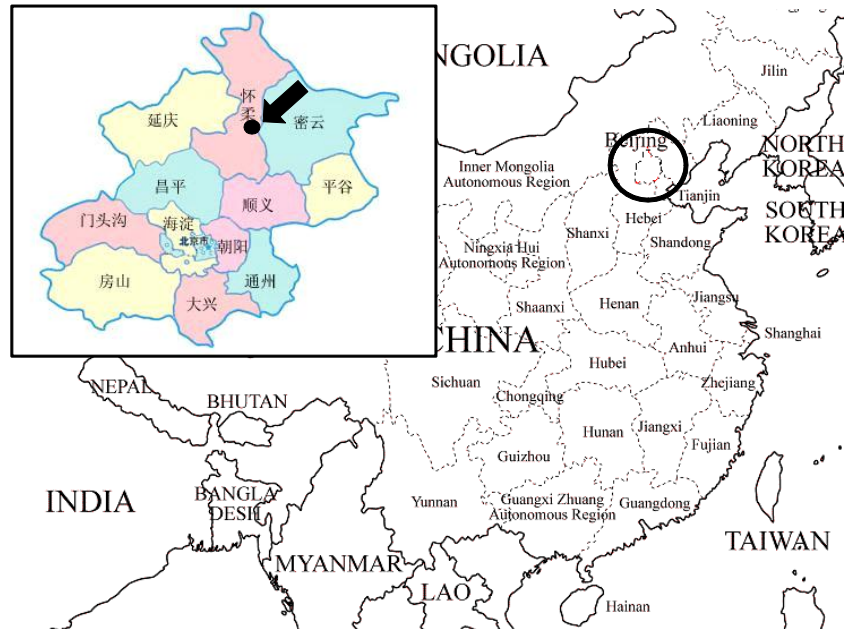 怀
柔
延庆
密云
昌平
平谷
顺义
门头沟
海淀
北京市
朝阳
房山
通州
大兴
NGOLIA
Jilin
Liaoning
Beijing
NORTH
KOREA
Inner Mongolia
Autonomous Region
Tianjin
SOUTH
KOREA
Hebei
Shanxi
Shandong
Ningxia Hui
Autonomous Region
Shaanxi
Henan
Jiangsu
Shanghai
CHINA
Anhui
Hubei
Sichuan
Zhejiang
NEPAL
Chongqing
BHUTAN
Hunan
Jiangxi
Fujian
Guizhou
INDIA
BANGLA
DESH
Yunnan
Guangxi Zhuang
Autonomous Region
Guangdong
TAIWAN
MYANMAR
LAO
Hainan